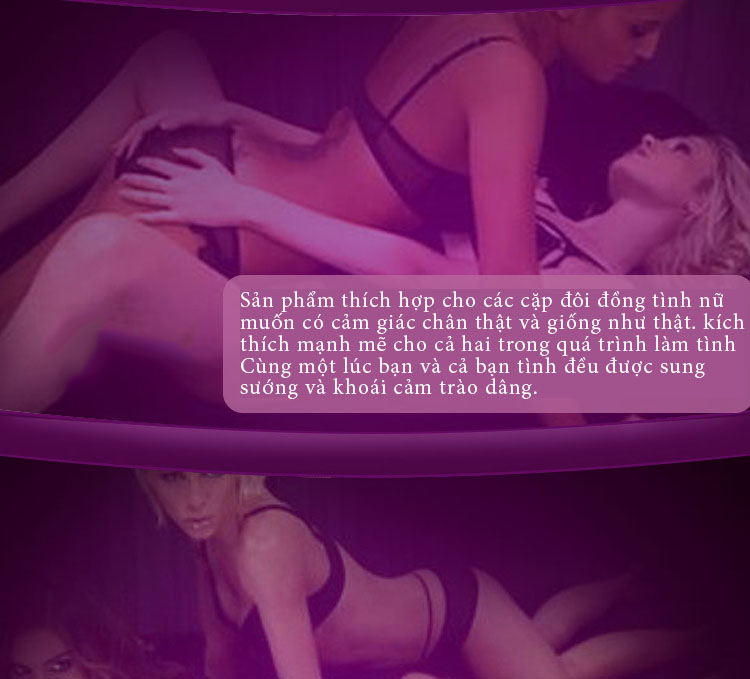 Sản phẩm thích hợp cho các cặp đôi đồng tình nữ
muốn có cảm giác chân thật và giống như thật. kích
thích mạnh mẽ cho cả hai trong quá trình làm tình
Cùng một lúc bạn và cả bạn tình đều được sung
sướng và khoái cảm trào dâng.